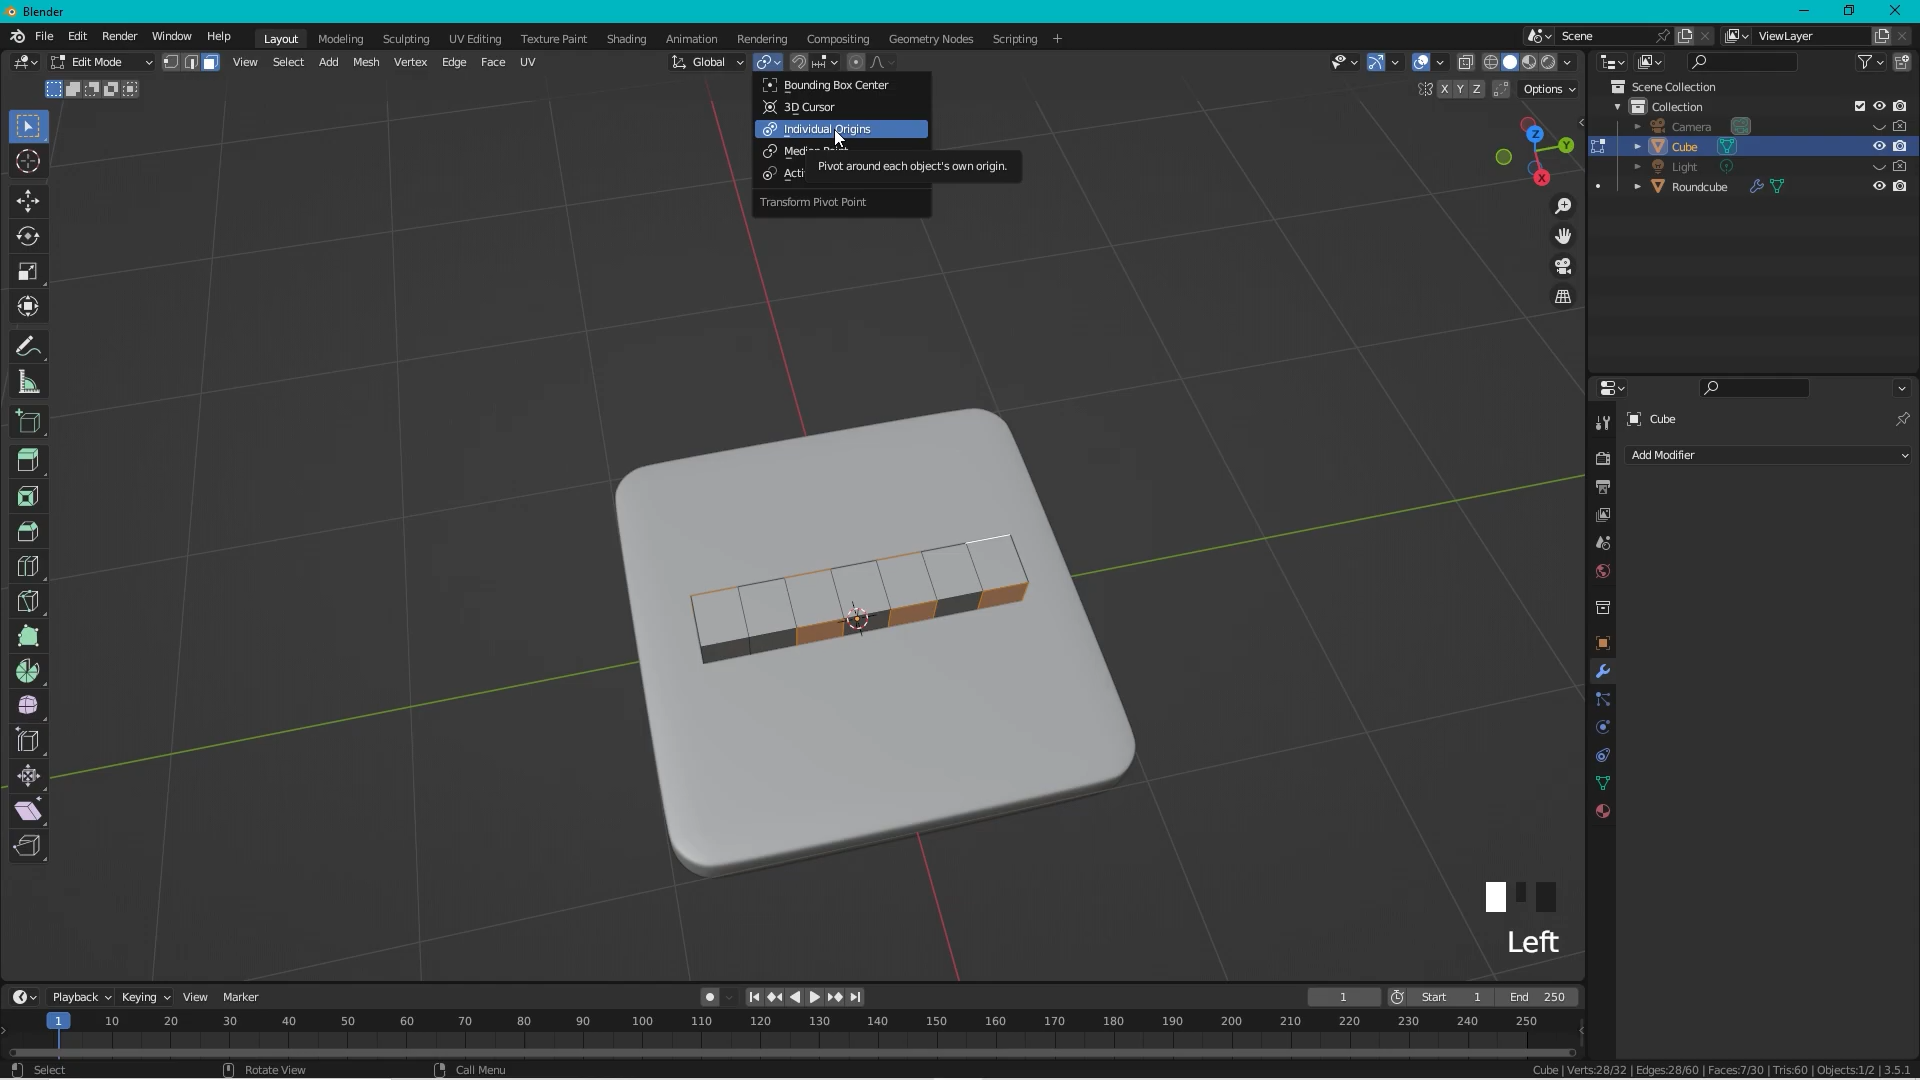 Blender
File Edit Render Window Help
Layout Modeling Sculpting UV Editing Texture Paint Shading Animation Rendering Compositing Geometry Nodes Scripting +
Scene
ViewLayer
Edit Mode
View Select Add Mesh Vertex Edge Face UV
Global
X Y Z
Options
Bounding Box Center
3D Cursor
Individual Origins
Median Point
Acti
Pivot around each object's own origin.
Transform Pivot Point
Z
Y
X
Scene Collection
Collection
Camera
Cube
Light
Roundcube
Cube
Add Modifier
Left
Playback Keying View Marker
1
Start 1
End 250
1 10 20 30 40 50 60 70 80 90 100 110 120 130 140 150 160 170 180 190 200 210 220 230 240 250
Select
Rotate View
Call Menu
Cube | Verts:28/32 | Edges:28/60 | Faces:7/30 | Tris:60 | Objects:1/2 | 3.5.1